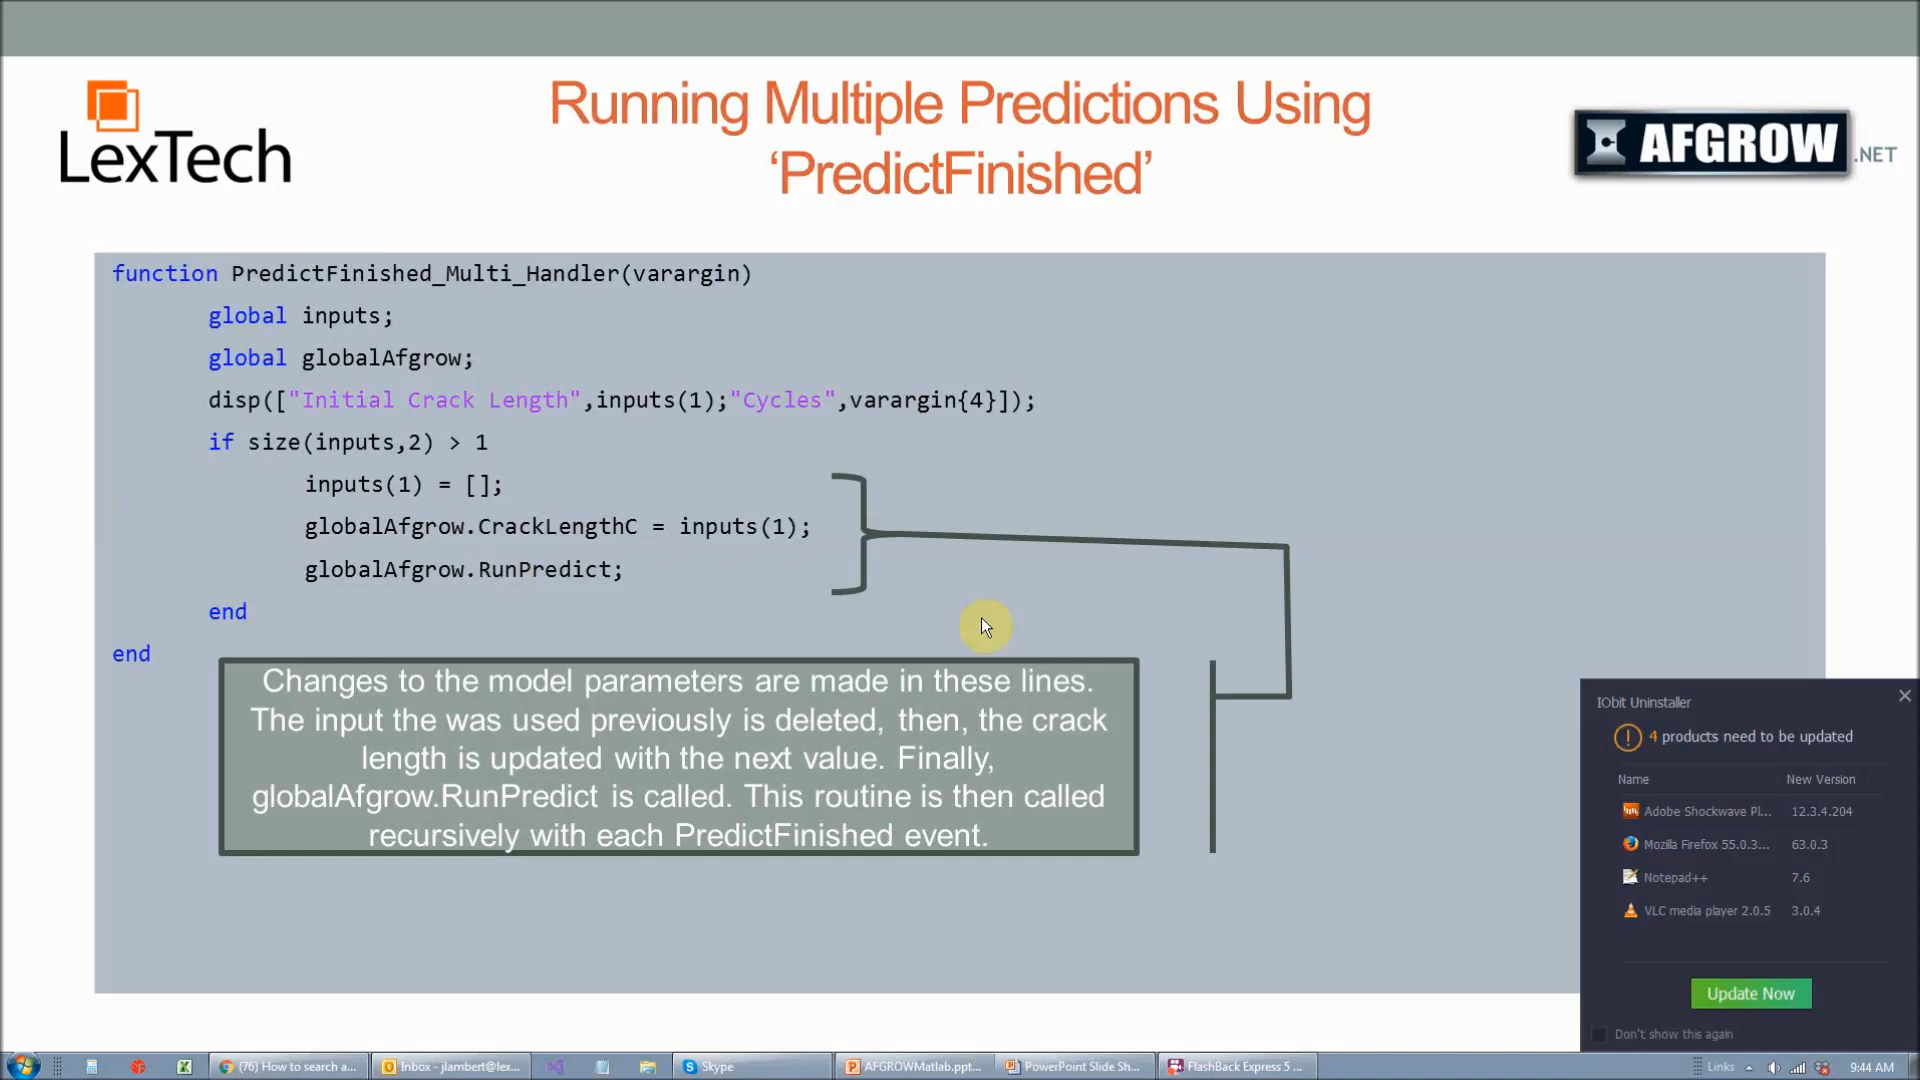 Running Multiple Predictions Using
‘PredictFinished’
LexTech
AFGROW
.NET
function PredictFinished_Multi_Handler(varargin)
global inputs;
global globalAfgrow;
disp(["Initial Crack Length",inputs(1);"Cycles",varargin{4}]);
if size(inputs,2) > 1
inputs(1) = [];
globalAfgrow.CrackLengthC = inputs(1);
globalAfgrow.RunPredict;
end
end
Changes to the model parameters are made in these lines.
The input the was used previously is deleted, then, the crack
length is updated with the next value. Finally,
globalAfgrow.RunPredict is called. This routine is then called
recursively with each PredictFinished event.
IObit Uninstaller
4 products need to be updated
Name New Version
Adobe Shockwave Pl... 12.3.4.204
Mozilla Firefox 55.0.3... 63.0.3
Notepad++ 7.6
VLC media player 2.0.5 3.0.4
Update Now
Don't show this again
(76) How to search a... Inbox - jlambert@lex... Skype AFGROWMatlab.ppt... PowerPoint Slide Sh... FlashBack Express 5 ... Links 9:44 AM